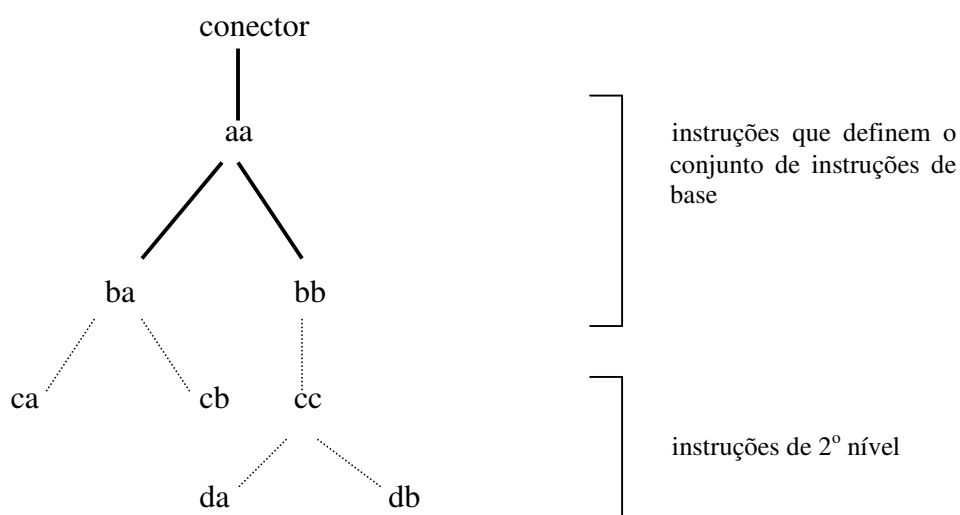 conector
aa
instruções que definem o
conjunto de instruções de
base
ba bb
ca cb cc
instruções de 2º nível
da db